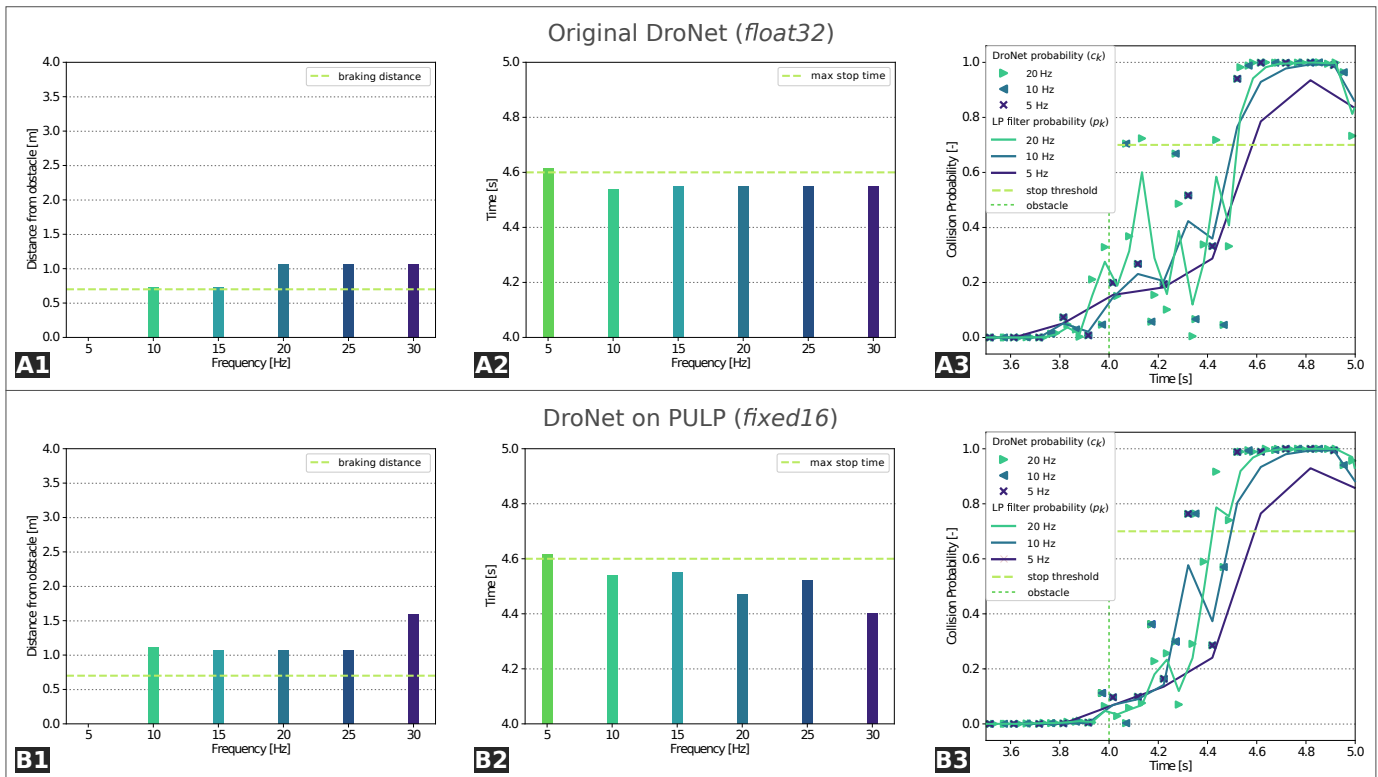 Original DroNet (float32)
braking distance
4.0
3.5
3.0
2.5
2.0
1.5
1.0
0.5
0.0
Distance from obstacle [m]
5 10 15 20 25 30
Frequency [Hz]
A1
max stop time
5.0
4.8
4.6
4.4
4.2
4.0
Time [s]
5 10 15 20 25 30
Frequency [Hz]
A2
DroNet probability (ck)
20 Hz
10 Hz
5 Hz
LP filter probability (pk)
20 Hz
10 Hz
5 Hz
stop threshold
obstacle
1.0
0.8
0.6
0.4
0.2
0.0
Collision Probability [-]
3.6 3.8 4.0 4.2 4.4 4.6 4.8 5.0
Time [s]
A3
DroNet on PULP (fixed16)
braking distance
4.0
3.5
3.0
2.5
2.0
1.5
1.0
0.5
0.0
Distance from obstacle [m]
5 10 15 20 25 30
Frequency [Hz]
B1
max stop time
5.0
4.8
4.6
4.4
4.2
4.0
Time [s]
5 10 15 20 25 30
Frequency [Hz]
B2
DroNet probability (ck)
20 Hz
10 Hz
5 Hz
LP filter probability (pk)
20 Hz
10 Hz
5 Hz
stop threshold
obstacle
1.0
0.8
0.6
0.4
0.2
0.0
Collision Probability [-]
3.6 3.8 4.0 4.2 4.4 4.6 4.8 5.0
Time [s]
B3